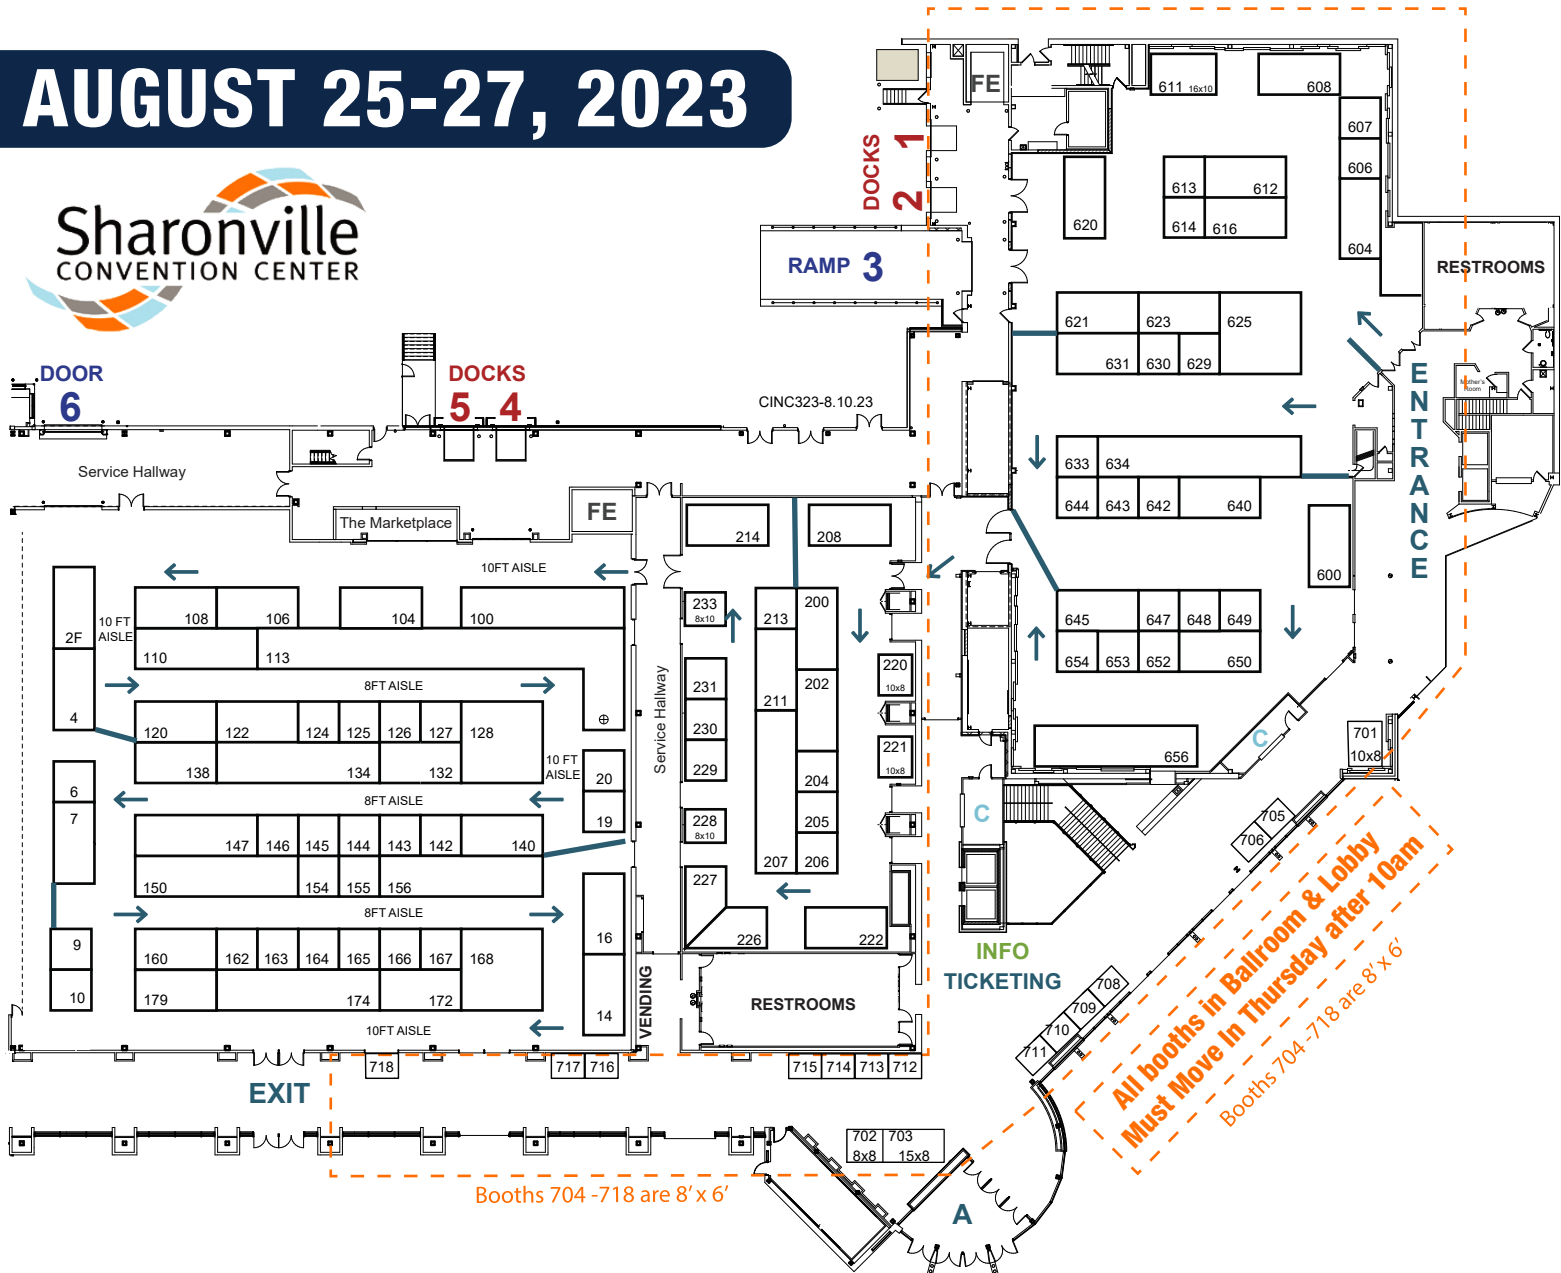 AUGUST 25-27, 2023
Sharonville
CONVENTION CENTER
DOCKS
1
2
RAMP 3
FE
DOOR
6
DOCKS
5 4
CINC323-8.10.23
Service Hallway
The Marketplace
FE
611 16x10
608
607
606
613
612
614
616
620
604
RESTROOMS
621
623
625
631
630
629
Mother's
Room
ENTRANCE
633
634
644
643
642
640
600
645
647
648
649
654
653
652
650
656
C
701
10x8
705
706
708
709
710
711
C
INFO
TICKETING
214
208
233
8x10
213
200
231
211
202
220
10x8
230
229
221
10x8
204
228
8x10
205
207
206
227
226
222
RESTROOMS
Service Hallway
VENDING
10FT AISLE
108
106
104
100
10 FT
AISLE
2F
110
113
8FT AISLE
4
120
122
124
125
126
127
128
138
134
132
10 FT
AISLE
20
6
8FT AISLE
7
19
147
146
145
144
143
142
140
150
154
155
156
8FT AISLE
9
16
160
162
163
164
165
166
167
168
10
179
174
172
14
10FT AISLE
718
717
716
715
714
713
712
EXIT
702
8x8
703
15x8
A
Booths 704 -718 are 8' x 6'
All booths in Ballroom & Lobby
Must Move In Thursday after 10am
Booths 704 -718 are 8' x 6'